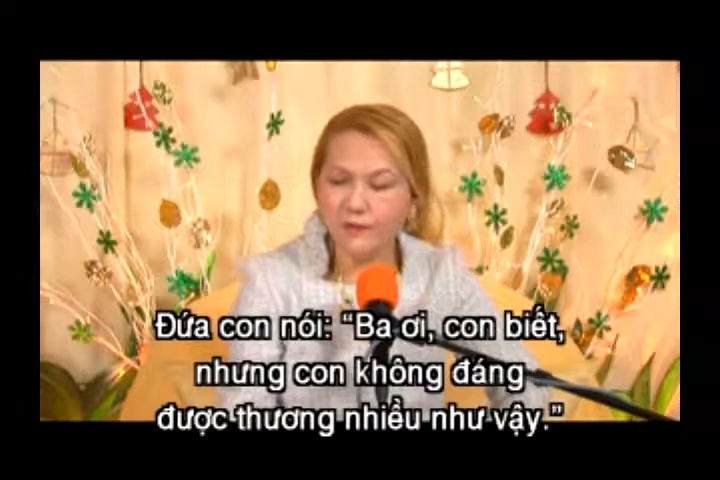 Đứa con nói: “Ba ơi, con biết,
nhưng con không đáng
được thương nhiều như vậy.”